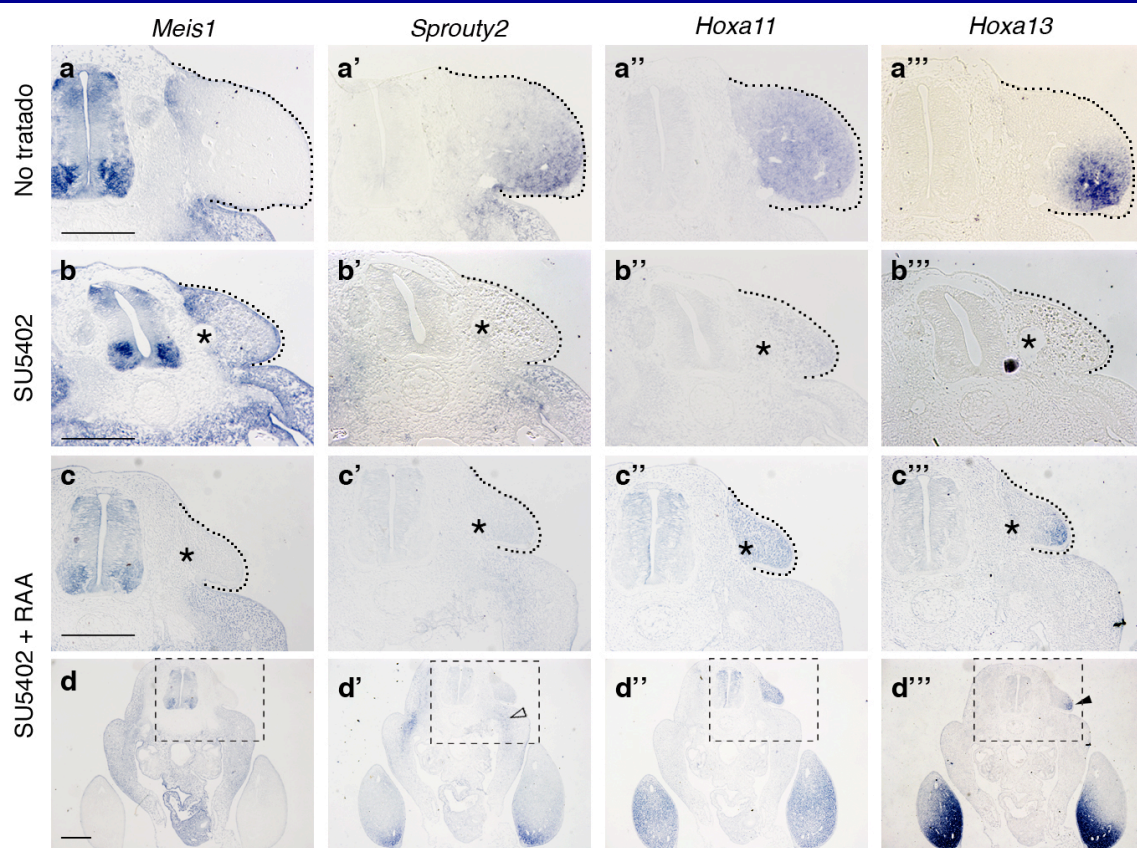 Meis1 Sprouty2 Hoxa11 Hoxa13
No tratado
a a’ a’’ a’’’
SU5402
b b’ b’’ b’’’
* * * *
SU5402 + RAA
c c’ c’’ c’’’
* * * *
d d’ d’’ d’’’